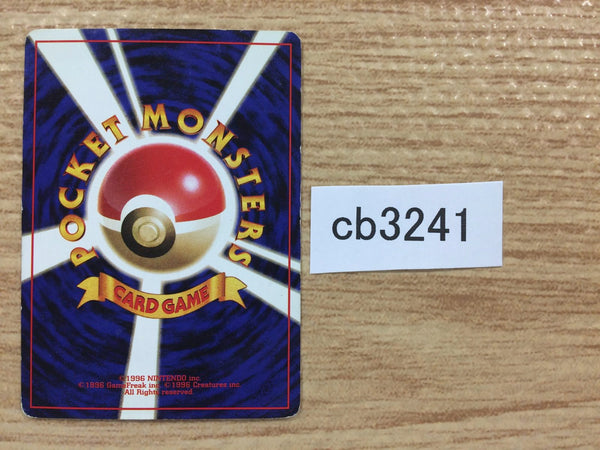 POCKET MONSTERS
CARD GAME
©1996 NINTENDO inc.
©1996 GameFreak inc. ©1996 Creatures inc.
All Rights reserved.
cb3241